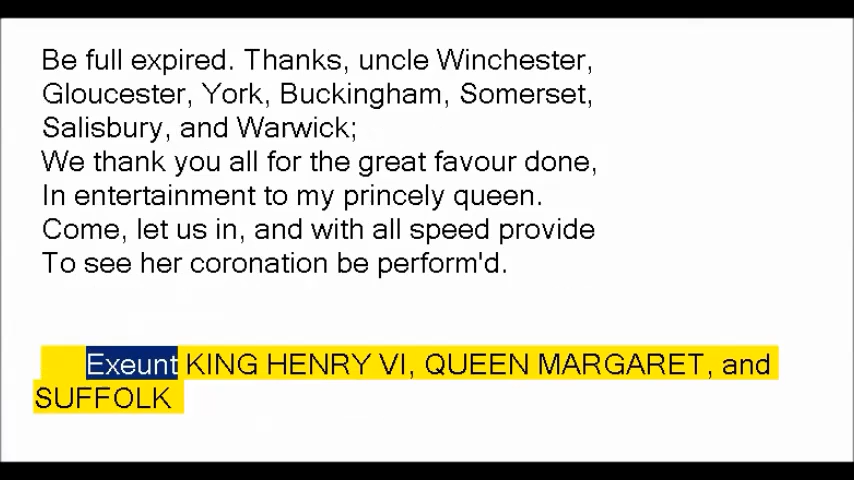 Be full expired. Thanks, uncle Winchester,
Gloucester, York, Buckingham, Somerset,
Salisbury, and Warwick;
We thank you all for the great favour done,
In entertainment to my princely queen.
Come, let us in, and with all speed provide
To see her coronation be perform'd.
Exeunt KING HENRY VI, QUEEN MARGARET, and
SUFFOLK